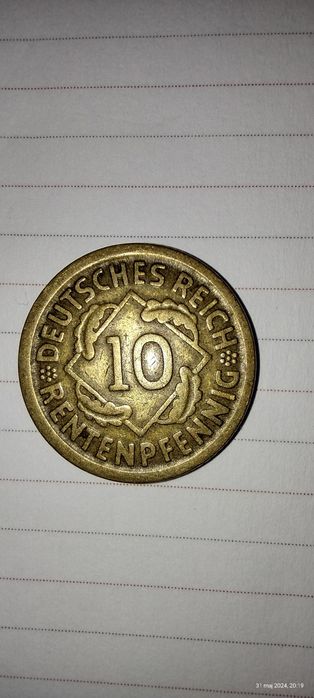 DEUTSCHES REICH
10
RENTENPFENNIG
31 maj 2024, 20:19